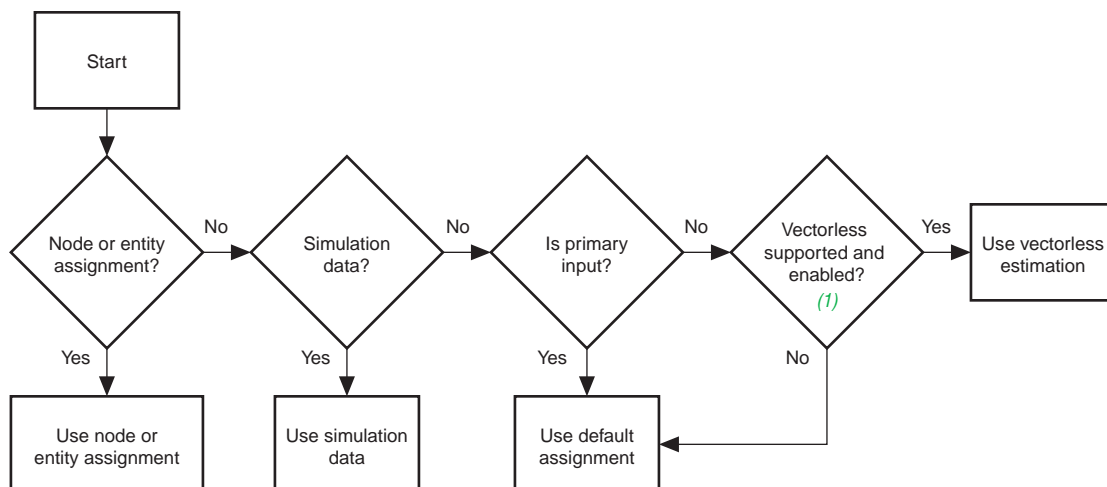 Start
Node or entity
assignment?
No
Simulation
data?
No
Is primary
input?
No
Vectorless
supported and
enabled?
(1)
Yes
Use vectorless
estimation
Yes
Yes
Yes
No
Use node or
entity assignment
Use simulation
data
Use default
assignment